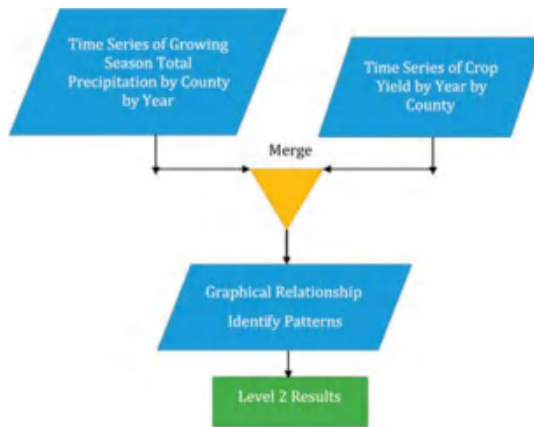 Time Series of Growing
Season Total
Precipitation by County
by Year
Time Series of Crop
Yield by Year by
County
Merge
Graphical Relationship
Identify Patterns
Level 2 Results